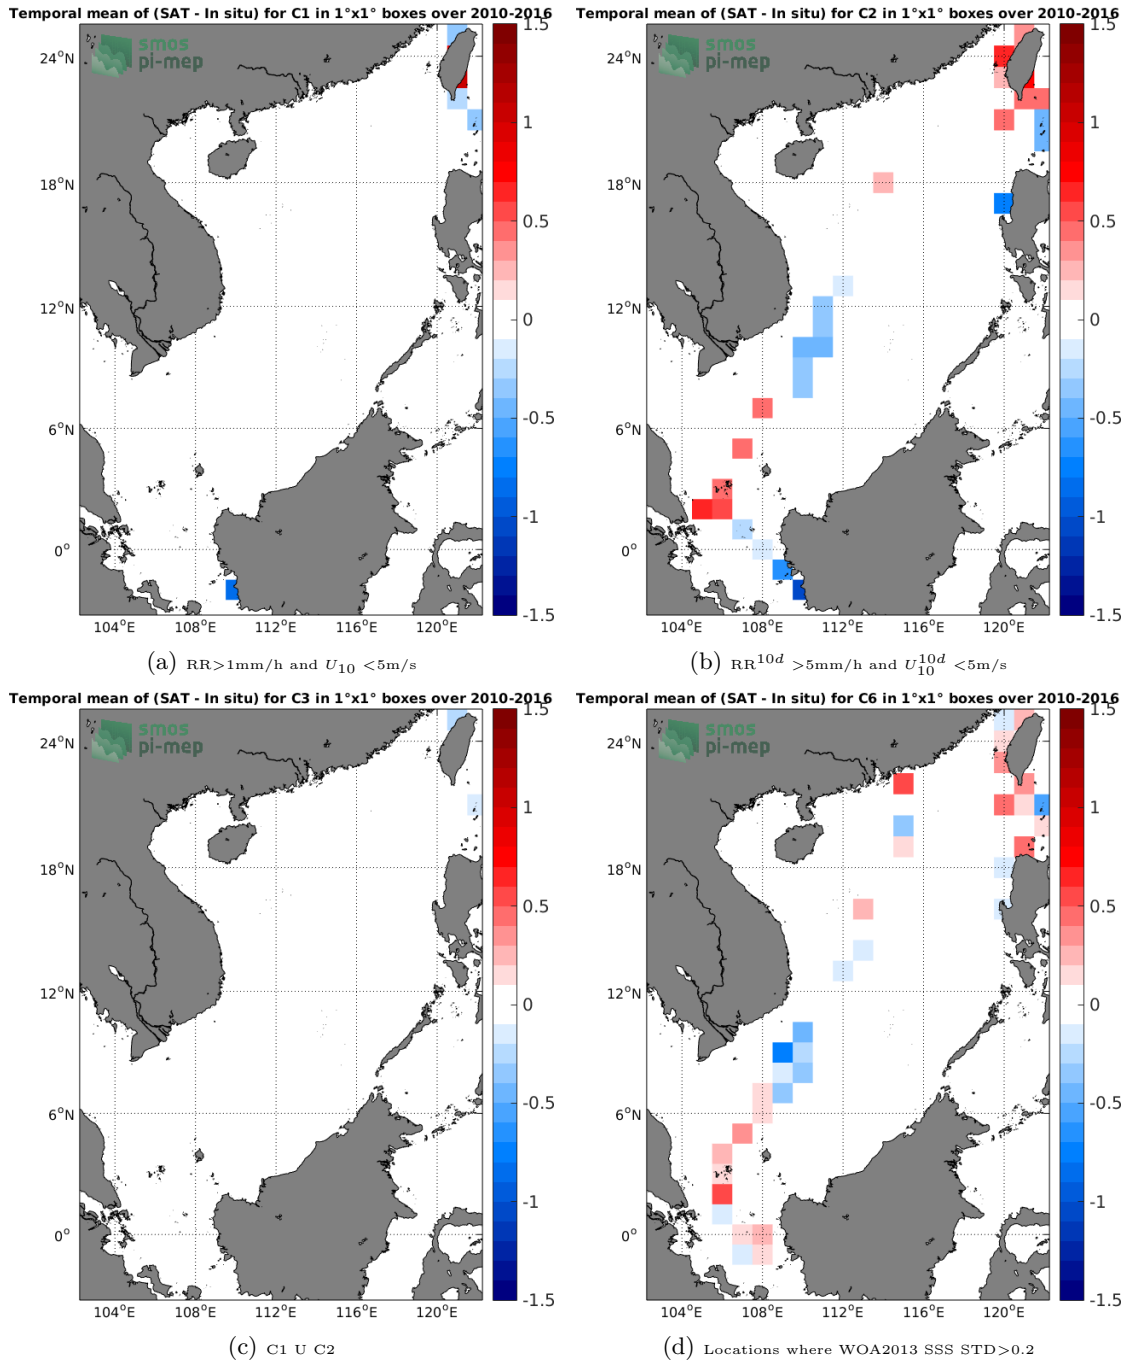 Temporal mean of (SAT - In situ) for C1 in 1°x1° boxes over 2010-2016
smos
pi-mep
24°N
18°N
12°N
6°N
0°
104°E
108°E
112°E
116°E
120°E
1.5
1
0.5
0
-0.5
-1
-1.5
(a) RR>1mm/h and U10 <5m/s
Temporal mean of (SAT - In situ) for C2 in 1°x1° boxes over 2010-2016
smos
pi-mep
24°N
18°N
12°N
6°N
0°
104°E
108°E
112°E
116°E
120°E
1.5
1
0.5
0
-0.5
-1
-1.5
(b) RR10d >5mm/h and U10d10 <5m/s
Temporal mean of (SAT - In situ) for C3 in 1°x1° boxes over 2010-2016
smos
pi-mep
24°N
18°N
12°N
6°N
0°
104°E
108°E
112°E
116°E
120°E
1.5
1
0.5
0
-0.5
-1
-1.5
(c) C1 U C2
Temporal mean of (SAT - In situ) for C6 in 1°x1° boxes over 2010-2016
smos
pi-mep
24°N
18°N
12°N
6°N
0°
104°E
108°E
112°E
116°E
120°E
1.5
1
0.5
0
-0.5
-1
-1.5
(d) Locations where WOA2013 SSS STD>0.2